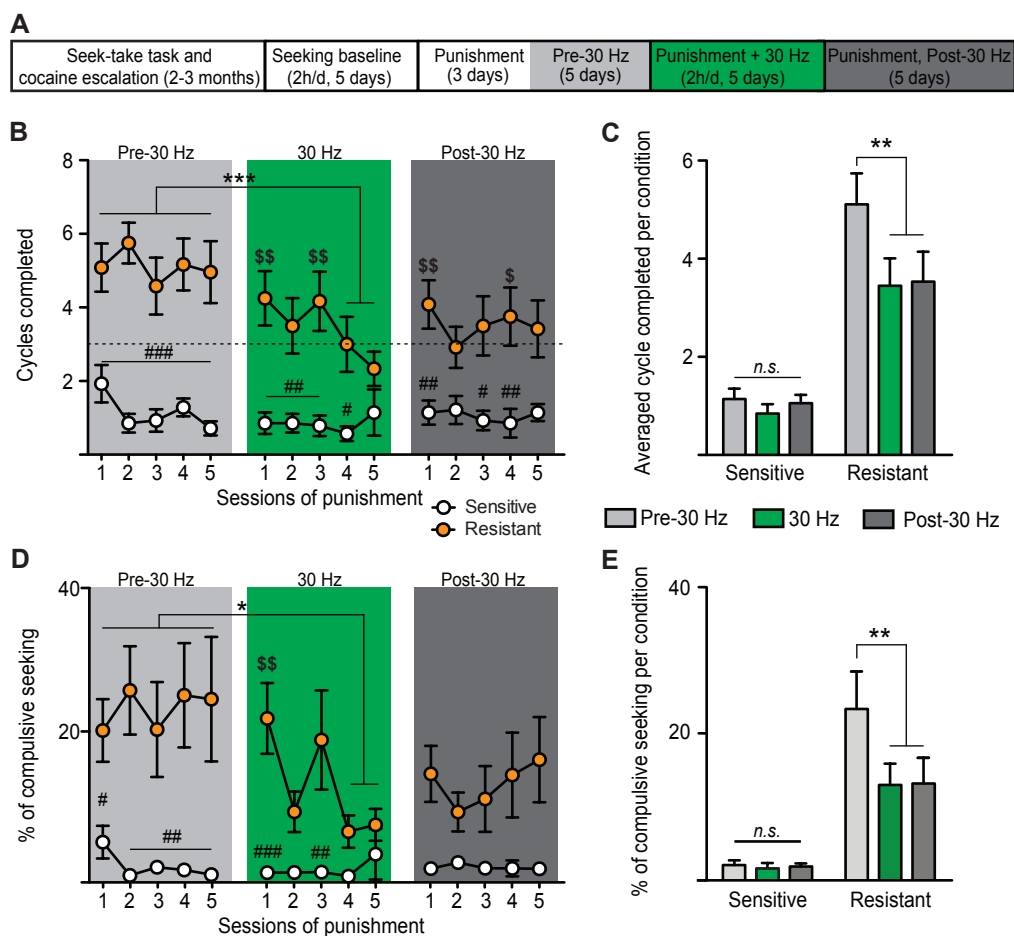 A
Seek-take task and
cocaine escalation (2-3 months)
Seeking baseline
(2h/d, 5 days)
Punishment
(3 days)
Pre-30 Hz
(5 days)
Punishment + 30 Hz
(2h/d, 5 days)
Punishment, Post-30 Hz
(5 days)
B
Pre-30 Hz
30 Hz
Post-30 Hz
Cycles completed
8
6
4
2
***
$$
$$
$$
$
###
##
#
##
#
##
1 2 3 4 5
1 2 3 4 5
1 2 3 4 5
Sessions of punishment
Sensitive
Resistant
C
Averaged cycle completed per condition
6
4
2
**
n.s.
Sensitive
Resistant
Pre-30 Hz
30 Hz
Post-30 Hz
D
Pre-30 Hz
30 Hz
Post-30 Hz
% of compulsive seeking
40
20
*
$$
#
##
###
##
1 2 3 4 5
1 2 3 4 5
1 2 3 4 5
Sessions of punishment
E
% of compulsive seeking per condition
40
20
**
n.s.
Sensitive
Resistant